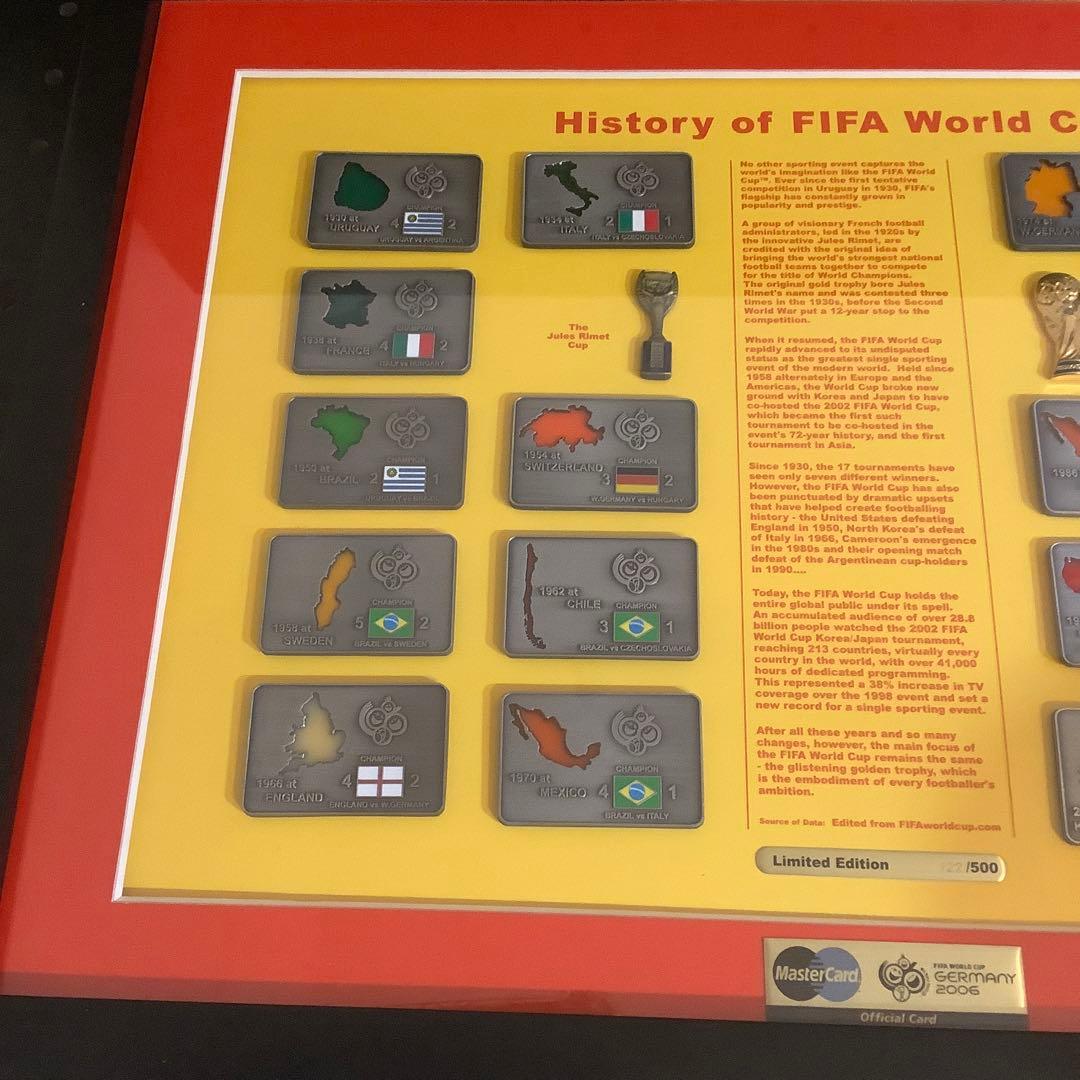 History of FIFA World C
1930 at
URUGUAY
CHAMPION
4 2
URUGUAY vs ARGENTINA
1934 at
ITALY
CHAMPION
2 1
ITALY vs CZECHOSLOVAKIA
1938 at
FRANCE
CHAMPION
4 2
ITALY vs HUNGARY
The
Jules Rimet
Cup
1950 at
BRAZIL
2 1
URUGUAY vs BRAZIL
1954 at
SWITZERLAND
CHAMPION
3 2
W.GERMANY vs HUNGARY
1958 at
SWEDEN
CHAMPION
5 2
BRAZIL vs SWEDEN
1962 at
CHILE
CHAMPION
3 1
BRAZIL vs CZECHOSLOVAKIA
1966 at
ENGLAND
CHAMPION
4 2
ENGLAND vs W.GERMANY
1970 at
MEXICO
CHAMPION
4 1
BRAZIL vs ITALY
No other sporting event captures the
world's imagination like the FIFA World
Cup™. Ever since the first tentative
competition in Uruguay in 1930, FIFA's
flagship has constantly grown in
popularity and prestige.
A group of visionary French football
administrators, led in the 1920s by
the innovative Jules Rimet, are
credited with the original idea of
bringing the world's strongest national
football teams together to compete
for the title of World Champions.
The original gold trophy bore Jules
Rimet's name and was contested three
times in the 1930s, before the Second
World War put a 12-year stop to the
competition.
When it resumed, the FIFA World Cup
rapidly advanced to its undisputed
status as the greatest single sporting
event of the modern world. Held since
1958 alternately in Europe and the
Americas, the World Cup broke new
ground with Korea and Japan to have
co-hosted the 2002 FIFA World Cup,
which became the first such
tournament to be co-hosted in the
event's 72-year history, and the first
tournament in Asia.
Since 1930, the 17 tournaments have
seen only seven different winners.
However, the FIFA World Cup has also
been punctuated by dramatic upsets
that have helped create footballing
history - the United States defeating
England in 1950, North Korea's defeat
of Italy in 1966, Cameroon's emergence
in the 1980s and their opening match
defeat of the Argentinean cup-holders
in 1990....
Today, the FIFA World Cup holds the
entire global public under its spell.
An accumulated audience of over 28.8
billion people watched the 2002 FIFA
World Cup Korea/Japan tournament,
reaching 213 countries, virtually every
country in the world, with over 41,000
hours of dedicated programming.
This represented a 38% increase in TV
coverage over the 1998 event and set a
new record for a single sporting event.
After all these years and so many
changes, however, the main focus of
the FIFA World Cup remains the same
- the glistening golden trophy, which
is the embodiment of every footballer's
ambition.
Source of Data: Edited from FIFAworldcup.com
Limited Edition /500
W.GERMAN
1986
MasterCard
FIFA WORLD CUP
GERMANY
2006
Official Card